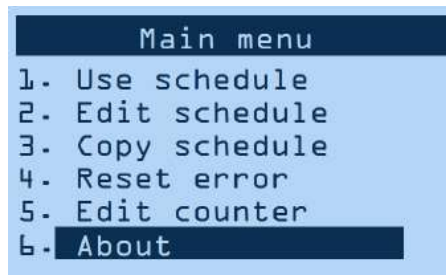 Main menu
1. Use schedule
2. Edit schedule
3. Copy schedule
4. Reset error
5. Edit counter
6. About